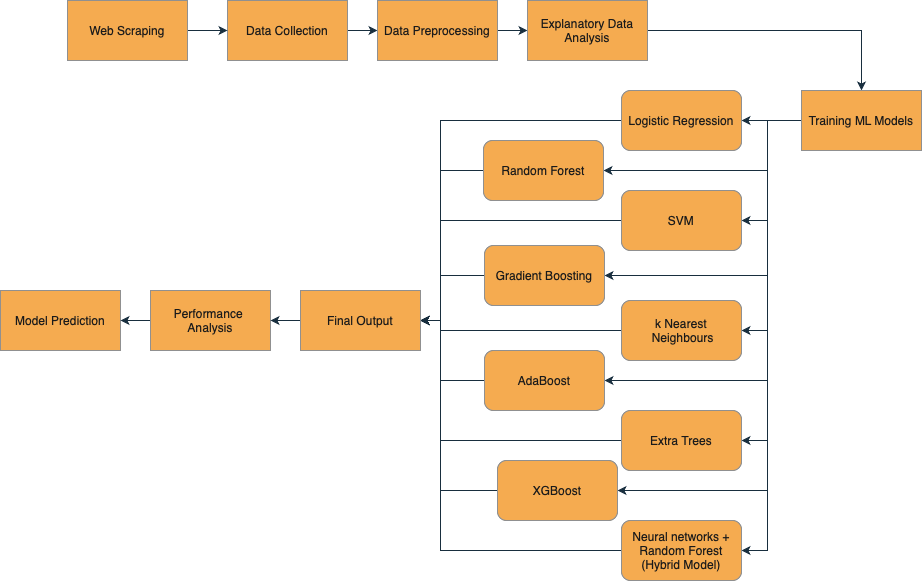 Web Scraping
Data Collection
Data Preprocessing
Explanatory Data
Analysis
Training ML Models
Logistic Regression
Random Forest
SVM
Gradient Boosting
k Nearest
Neighbours
AdaBoost
Extra Trees
XGBoost
Neural networks +
Random Forest
(Hybrid Model)
Final Output
Performance
Analysis
Model Prediction